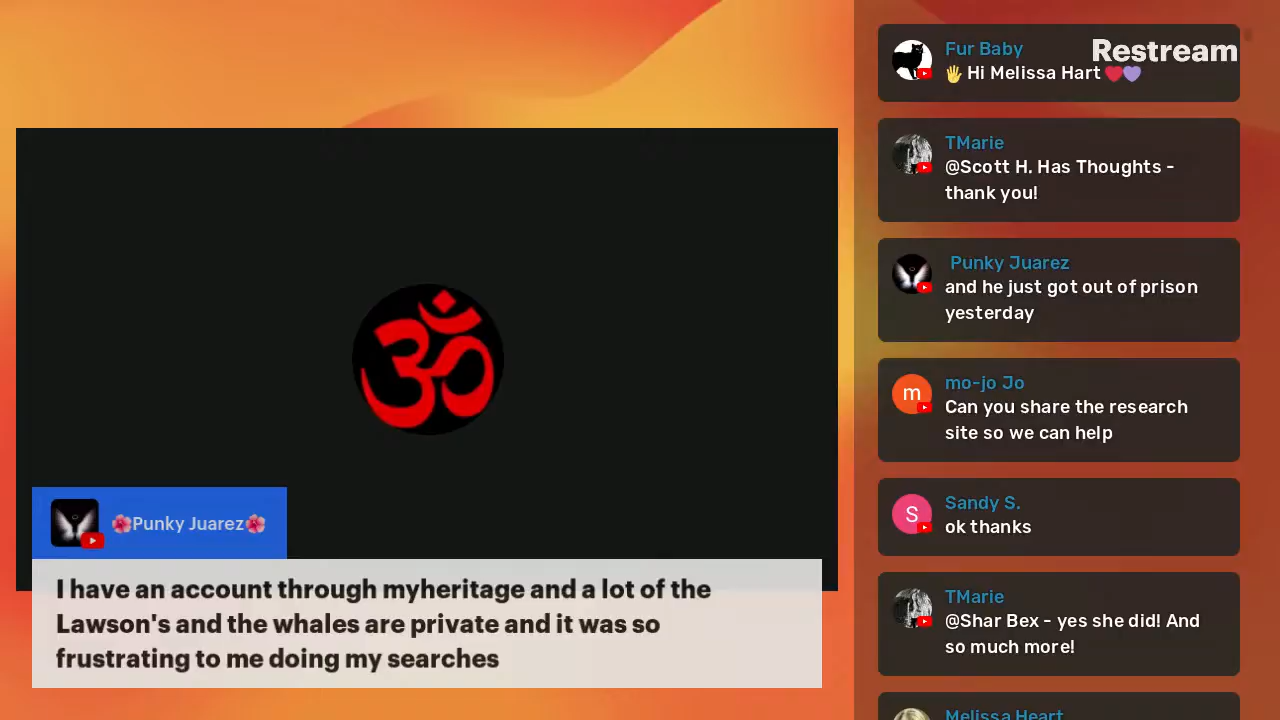 ॐ
🌺Punky Juarez🌺
I have an account through myheritage and a lot of the
Lawson's and the whales are private and it was so
frustrating to me doing my searches
Restream
Fur Baby
🖐 Hi Melissa Hart ❤️💜
TMarie
@Scott H. Has Thoughts -
thank you!
Punky Juarez
and he just got out of prison
yesterday
m
mo-jo Jo
Can you share the research
site so we can help
S
Sandy S.
ok thanks
TMarie
@Shar Bex - yes she did! And
so much more!
Melissa Heart